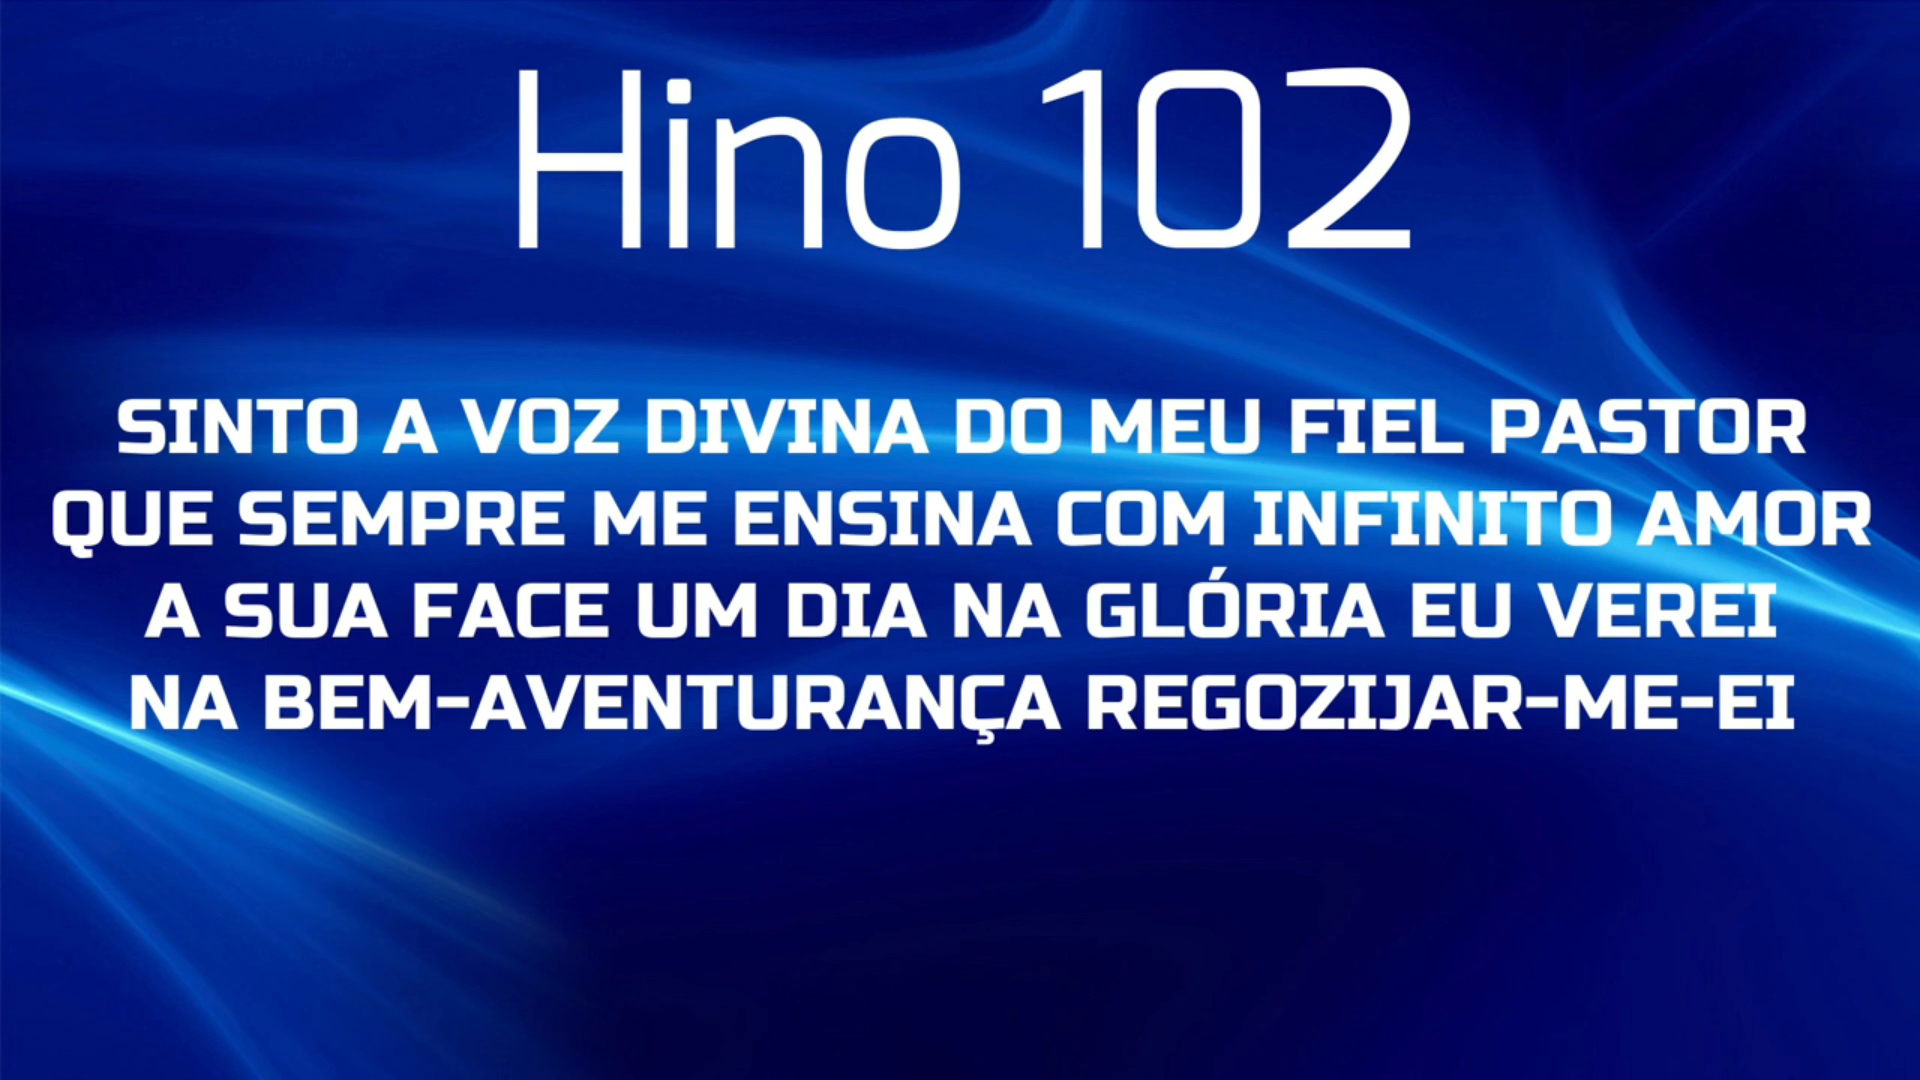 Hino 102
SINTO A VOZ DIVINA DO MEU FIEL PASTOR
QUE SEMPRE ME ENSINA COM INFINITO AMOR
A SUA FACE UM DIA NA GLÓRIA EU VEREI
NA BEM-AVENTURANÇA REGOZIJAR-ME-EI